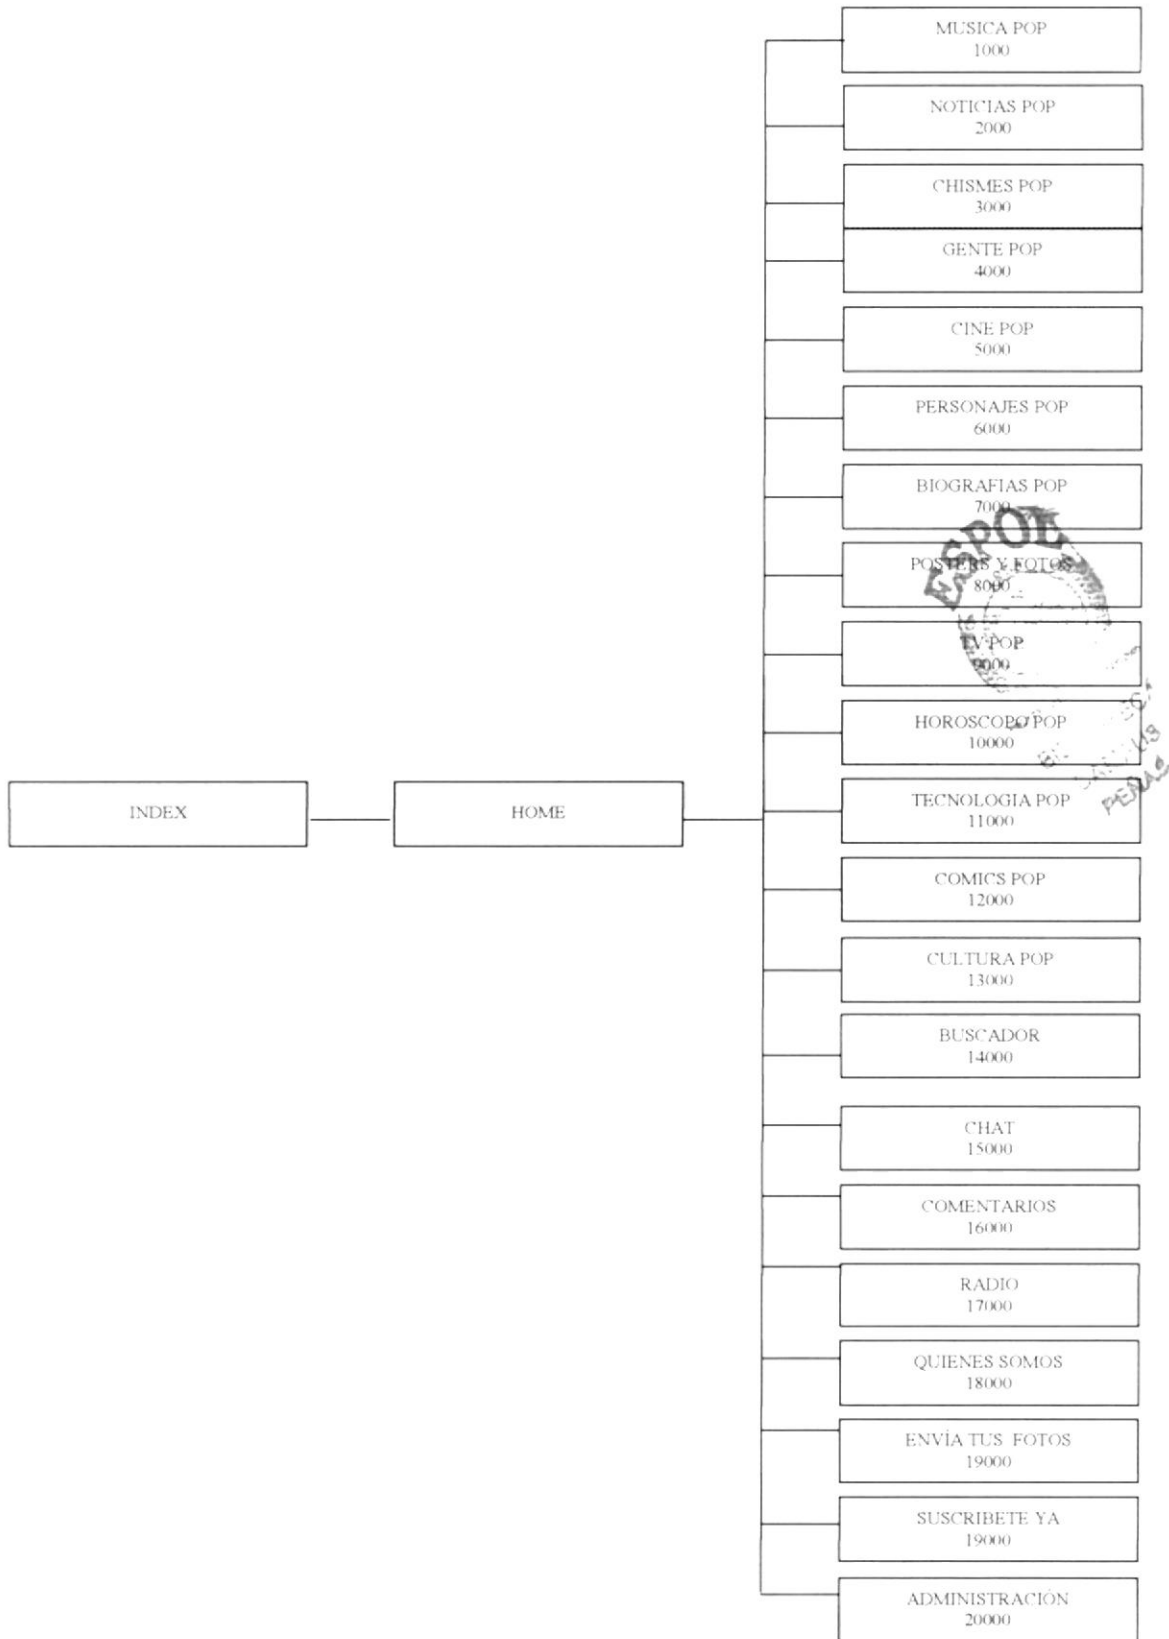 MUSICA POP
1000
NOTICIAS POP
2000
CHISMES POP
3000
GENTE POP
4000
CINE POP
5000
PERSONAJES POP
6000
BIOGRAFIAS POP
7000
ESPOL
POSTERS Y FOTOS
8000
TV POP
9000
HOROSCOPO POP
10000
INDEX
HOME
TECNOLOGIA POP
11000
PEÑAS
COMICS POP
12000
CULTURA POP
13000
BUSCADOR
14000
CHAT
15000
COMENTARIOS
16000
RADIO
17000
QUIENES SOMOS
18000
ENVÍA TUS FOTOS
19000
SUSCRIBETE YA
19000
ADMINISTRACIÓN
20000